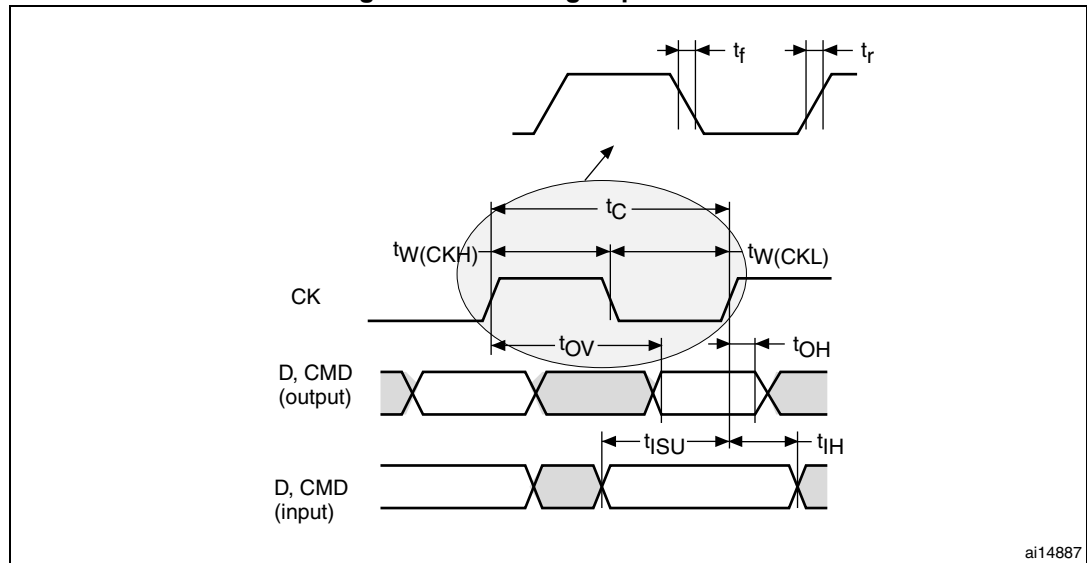 tf
tr
tC
tW(CKH)
tW(CKL)
CK
tOV
tOH
D, CMD
(output)
tISU
tIH
D, CMD
(input)
ai14887